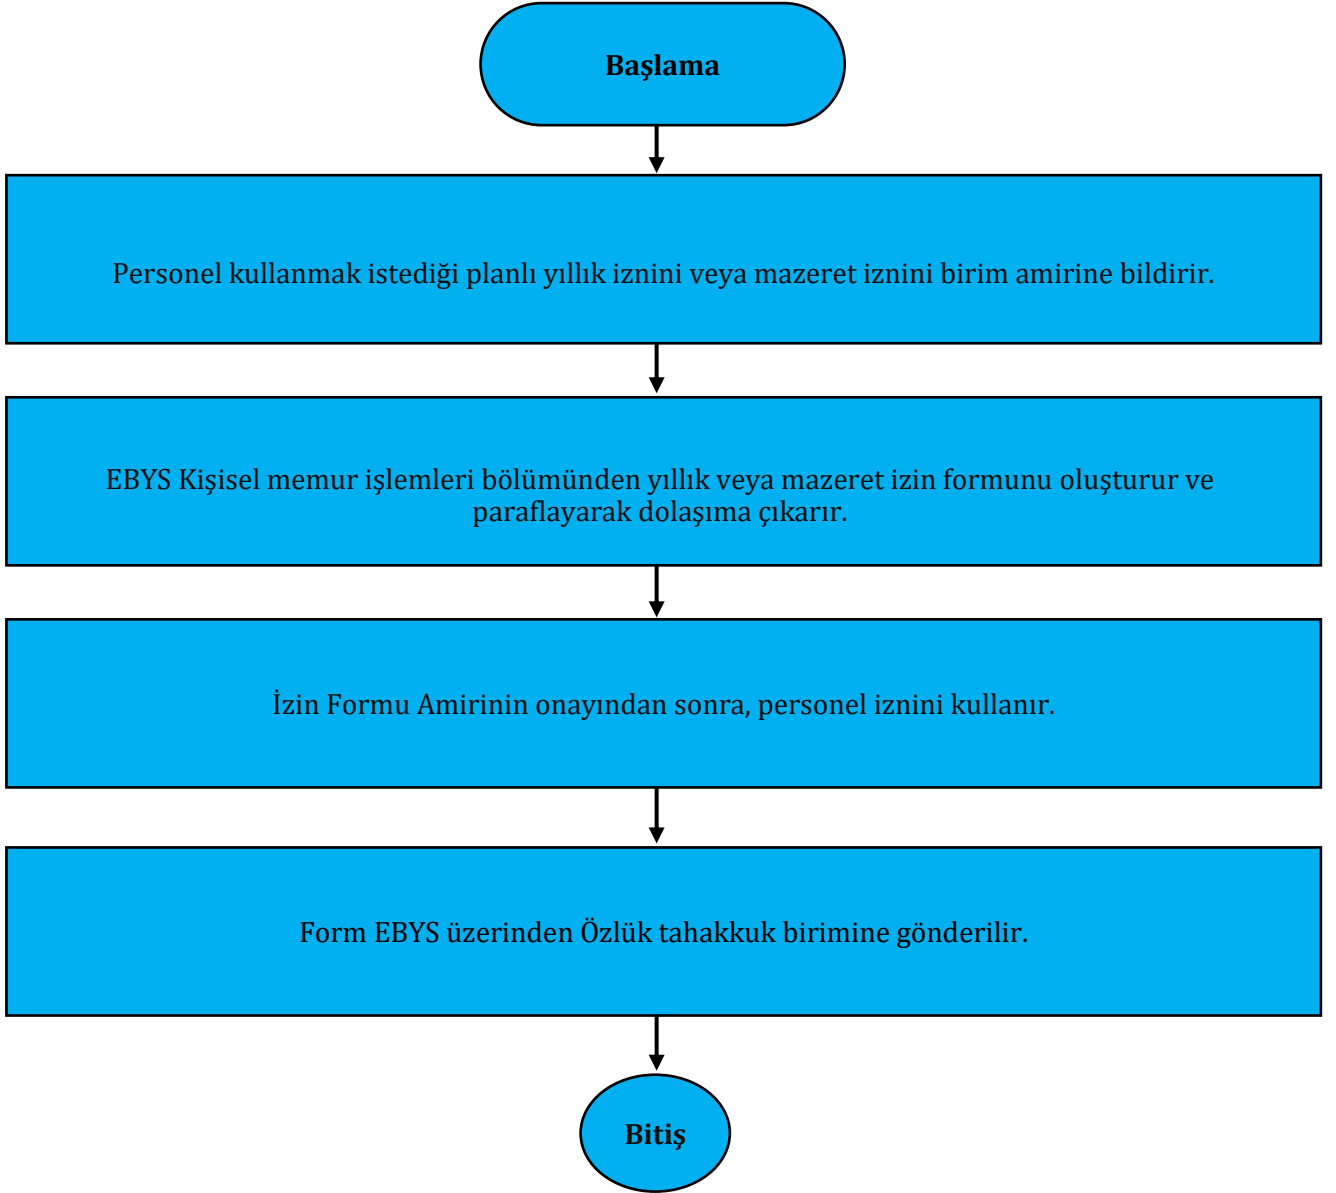 Başlama
Personel kullanmak istediği planlı yıllık iznini veya mazeret iznini birim amirine bildirir.
EBYS Kişisel memur işlemleri bölümünden yıllık veya mazeret izin formunu oluşturur ve
paraflayarak dolaşıma çıkarır.
İzin Formu Amirinin onayından sonra, personel iznini kullanır.
Form EBYS üzerinden Özlük tahakkuk birimine gönderilir.
Bitiş